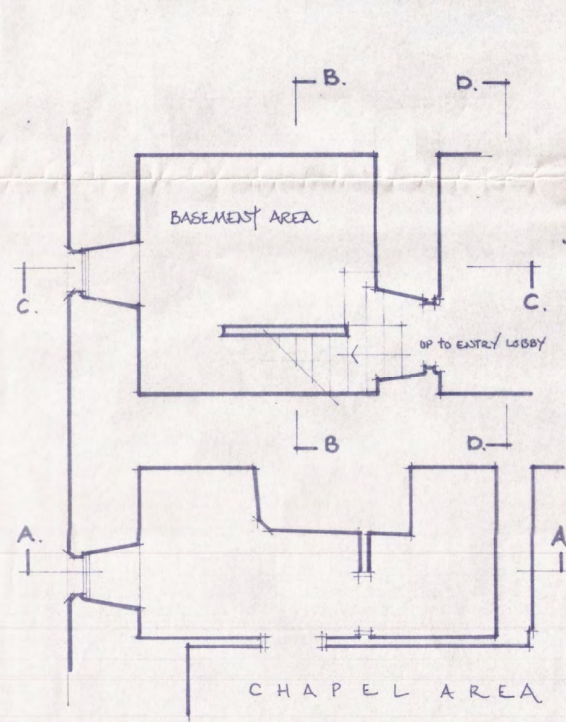 B. D.
BASEMENT AREA
C. C.
UP TO ENTRY LOBBY
B D.
A. A
CHAPEL AREA